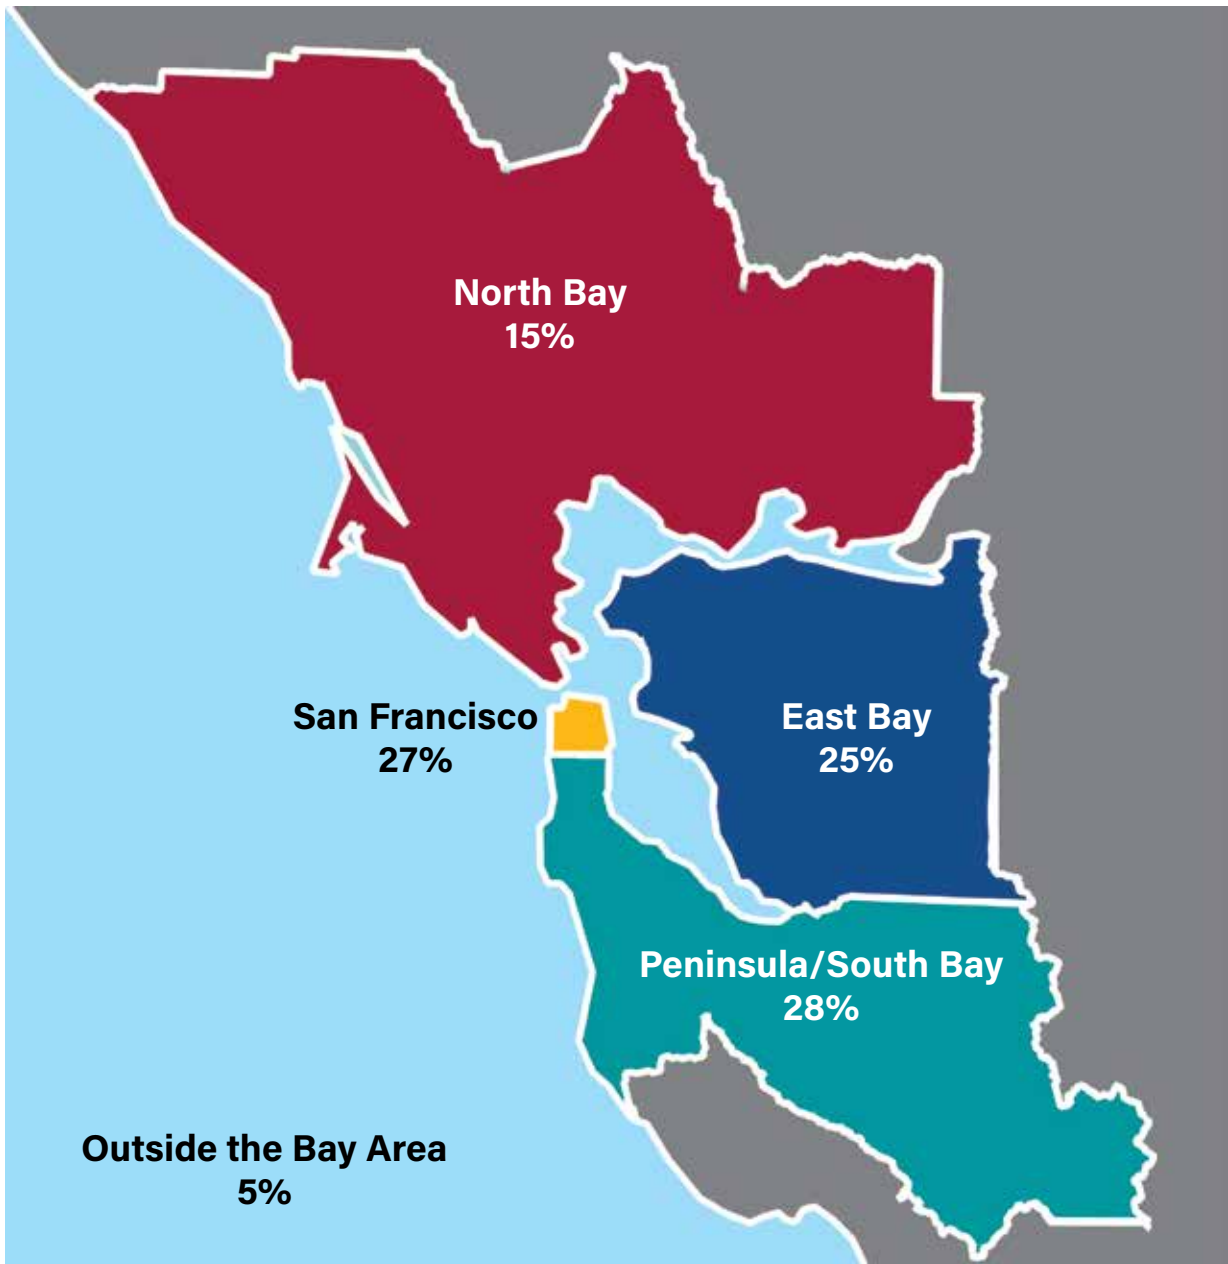 North Bay
15%
San Francisco
27%
East Bay
25%
Peninsula/South Bay
28%
Outside the Bay Area
5%